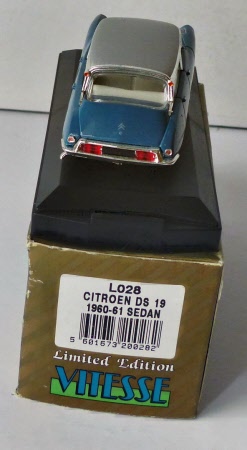 L028
CITROEN DS 19
1960-61 SEDAN
5 601673 200282
Limited Edition
VITESSE